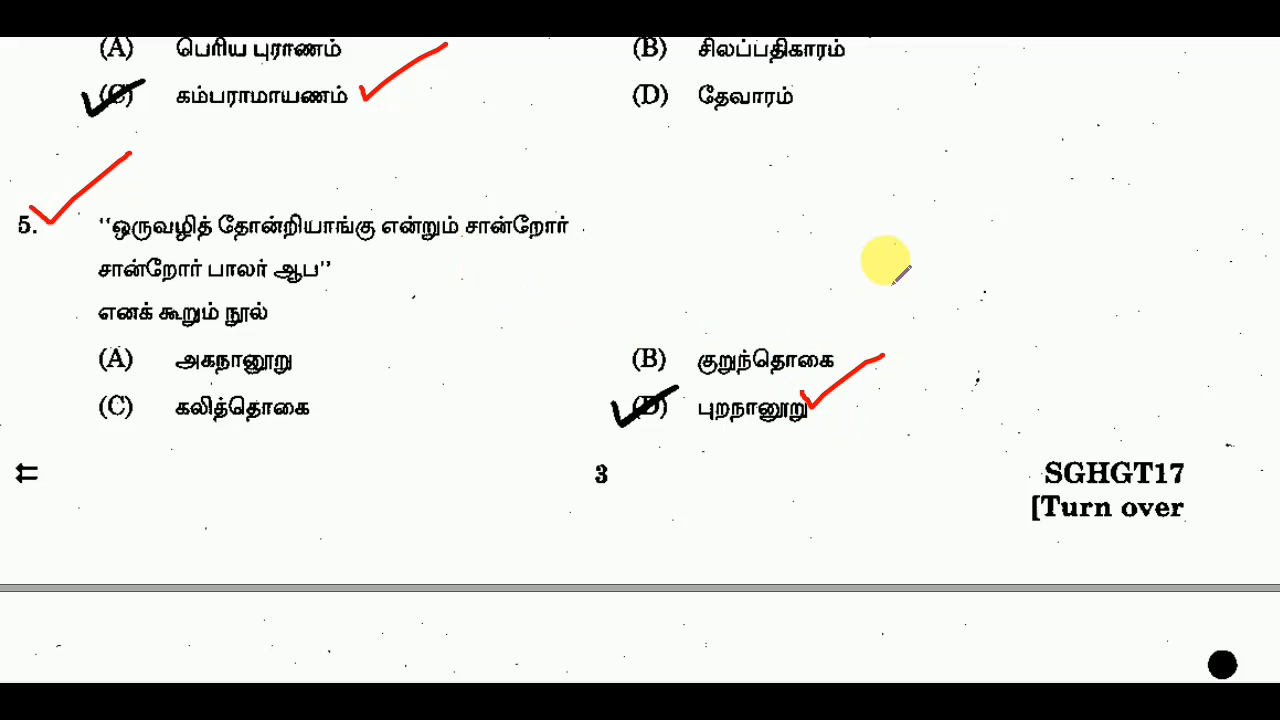 (A) பெரிய புராணம் (B) சிலப்பதிகாரம்
(C) கம்பராமாயணம் (D) தேவாரம்
5. "ஒருவழித் தோன்றியாங்கு என்றும் சான்றோர்
சான்றோர் பாலர் ஆப"
எனக் கூறும் நூல்
(A) அகநானூறு (B) குறுந்தொகை
(C) கலித்தொகை (D) புறநானூறு
3 SGHGT17
[Turn over